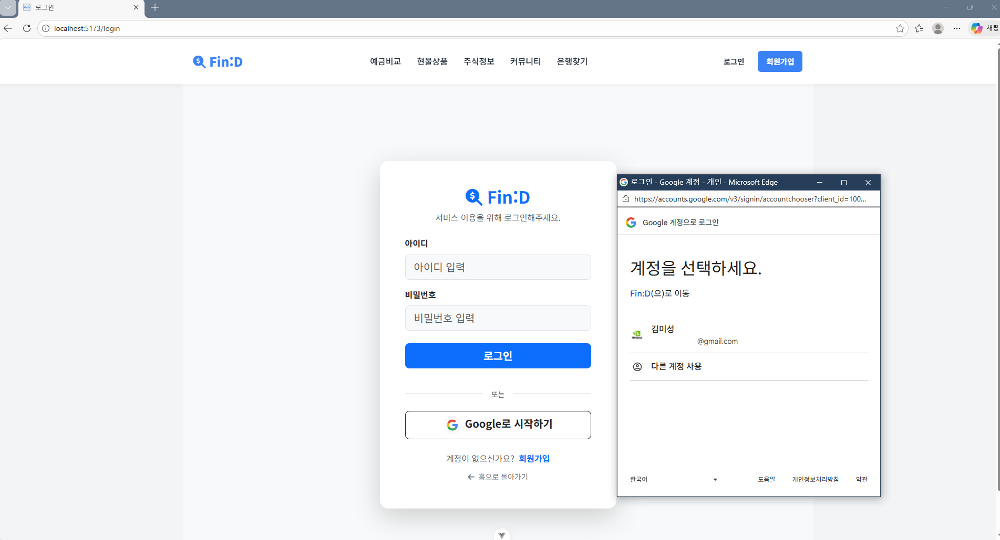 로그인
localhost:5173/login
채팅
Fin:D
예금비교 현물상품 주식정보 커뮤니티 은행찾기
로그인 회원가입
Fin:D
서비스 이용을 위해 로그인해주세요.
아이디
아이디 입력
비밀번호
비밀번호 입력
로그인
또는
Google로 시작하기
계정이 없으신가요? 회원가입
← 홈으로 돌아가기
로그인 - Google 계정 - 개인 - Microsoft Edge
https://accounts.google.com/v3/signin/accountchooser?client_id=100...
Google 계정으로 로그인
계정을 선택하세요.
Fin:D(으)로 이동
NVIDIA
김미성
@gmail.com
다른 계정 사용
한국어 도움말 개인정보처리방침 약관